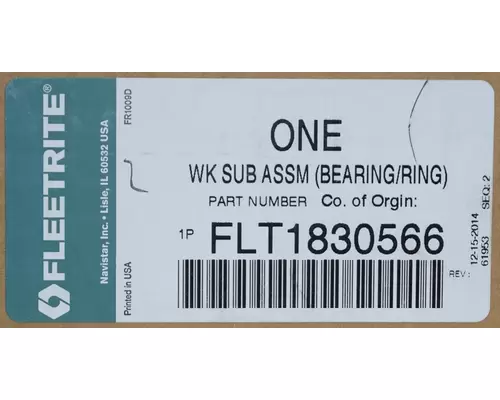 FLEETRITE®
Navistar, Inc. • Lisle, IL 60532 USA
FR1009D
Printed in USA
ONE
WK SUB ASSM (BEARING/RING)
PART NUMBER Co. of Orgin:
1P FLT1830566
REV:
12-15-2014
61953
SEQ: 2